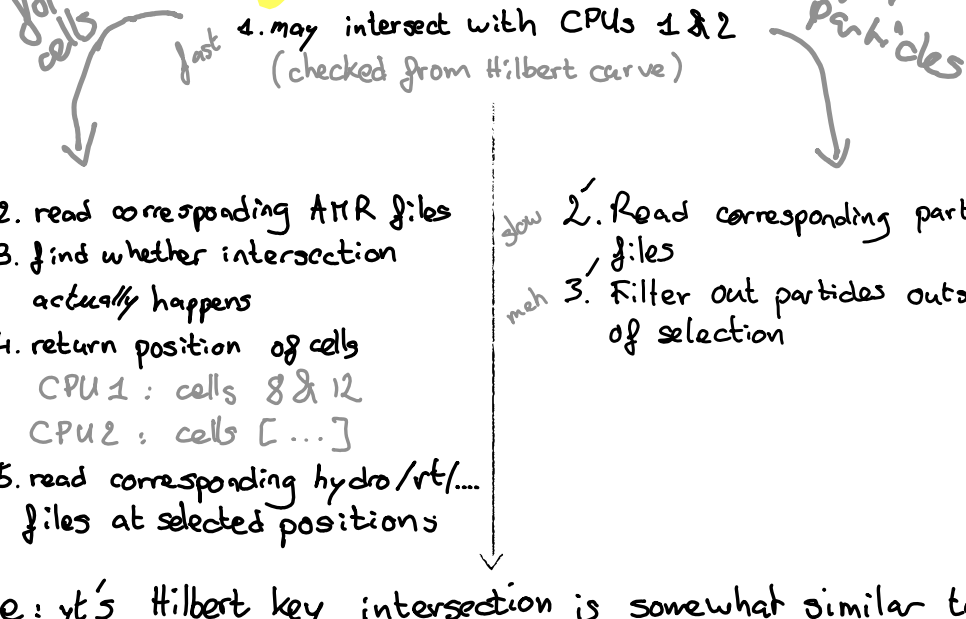 for
cells
fast 1. may intersect with CPUs 1 & 2
(checked from Hilbert curve)
particles
2. read corresponding AMR files
3. find whether intersection
actually happens
4. return position of cells
CPU 1 : cells 8 & 12
CPU 2 : cells [...]
5. read corresponding hydro/rt/....
files at selected positions
slow 2'. Read corresponding part
files
meh 3'. Filter out particles outs
of selection
e: yt's Hilbert key intersection is somewhat similar t